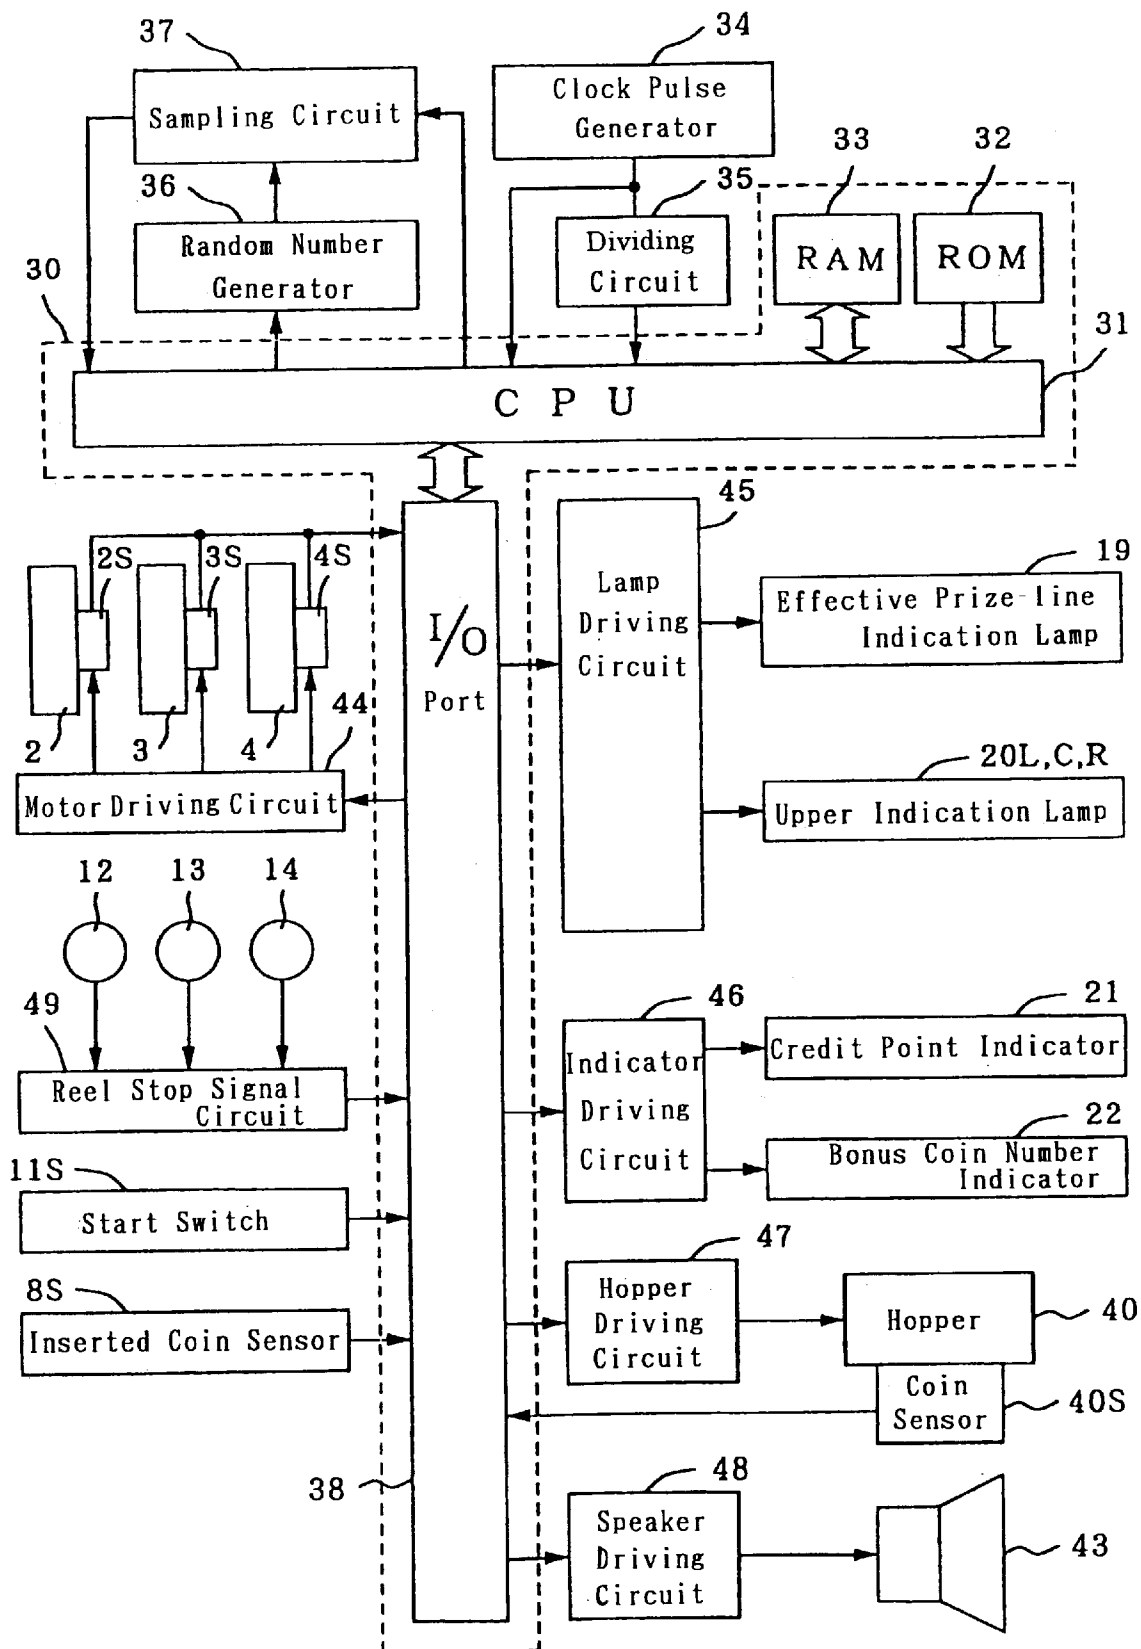 37
34
Sampling Circuit
Clock Pulse
Generator
36
35
33
32
Random Number
Generator
Dividing
Circuit
RAM
ROM
30
31
CPU
45
2S
3S
4S
19
I/O
Port
Lamp
Driving
Circuit
Effective Prize-line
Indication Lamp
2
3
4
44
20L,C,R
Motor Driving Circuit
Upper Indication Lamp
12
13
14
49
46
21
Reel Stop Signal
Circuit
Indicator
Driving
Circuit
Credit Point Indicator
22
Bonus Coin Number
Indicator
11S
Start Switch
47
8S
Inserted Coin Sensor
Hopper
Driving
Circuit
Hopper
40
Coin
Sensor
40S
38
48
Speaker
Driving
Circuit
43